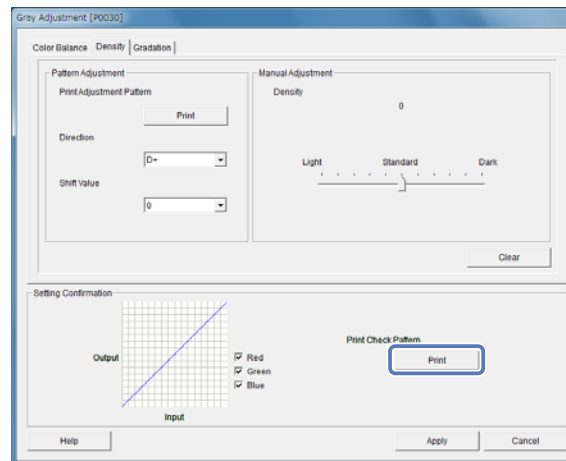 Gray Adjustment [P0030]
Color Balance Density Gradation
Pattern Adjustment
Print Adjustment Pattern
Print
Direction
D+
Shift Value
0
Manual Adjustment
Density
0
Light Standard Dark
Clear
Setting Confirmation
Output
Input
Red
Green
Blue
Print Check Pattern
Print
Help
Apply
Cancel